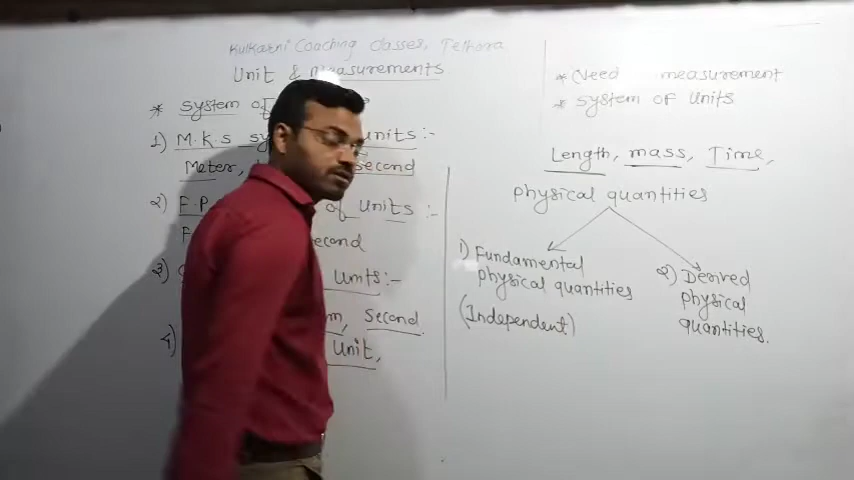 Kulkarni Coaching classes, Telhara
Unit & measurements
* system of
1) M.K.S sy units :-
Meter, Second
2) F.P of units :-
F second
3) units :-
m, Second.
4) Unit,
* Need measurement
* system of Units
Length, mass, Time,
physical quantities
1) Fundamental
physical quantities
(Independent)
2) Derived
physical
quantities.